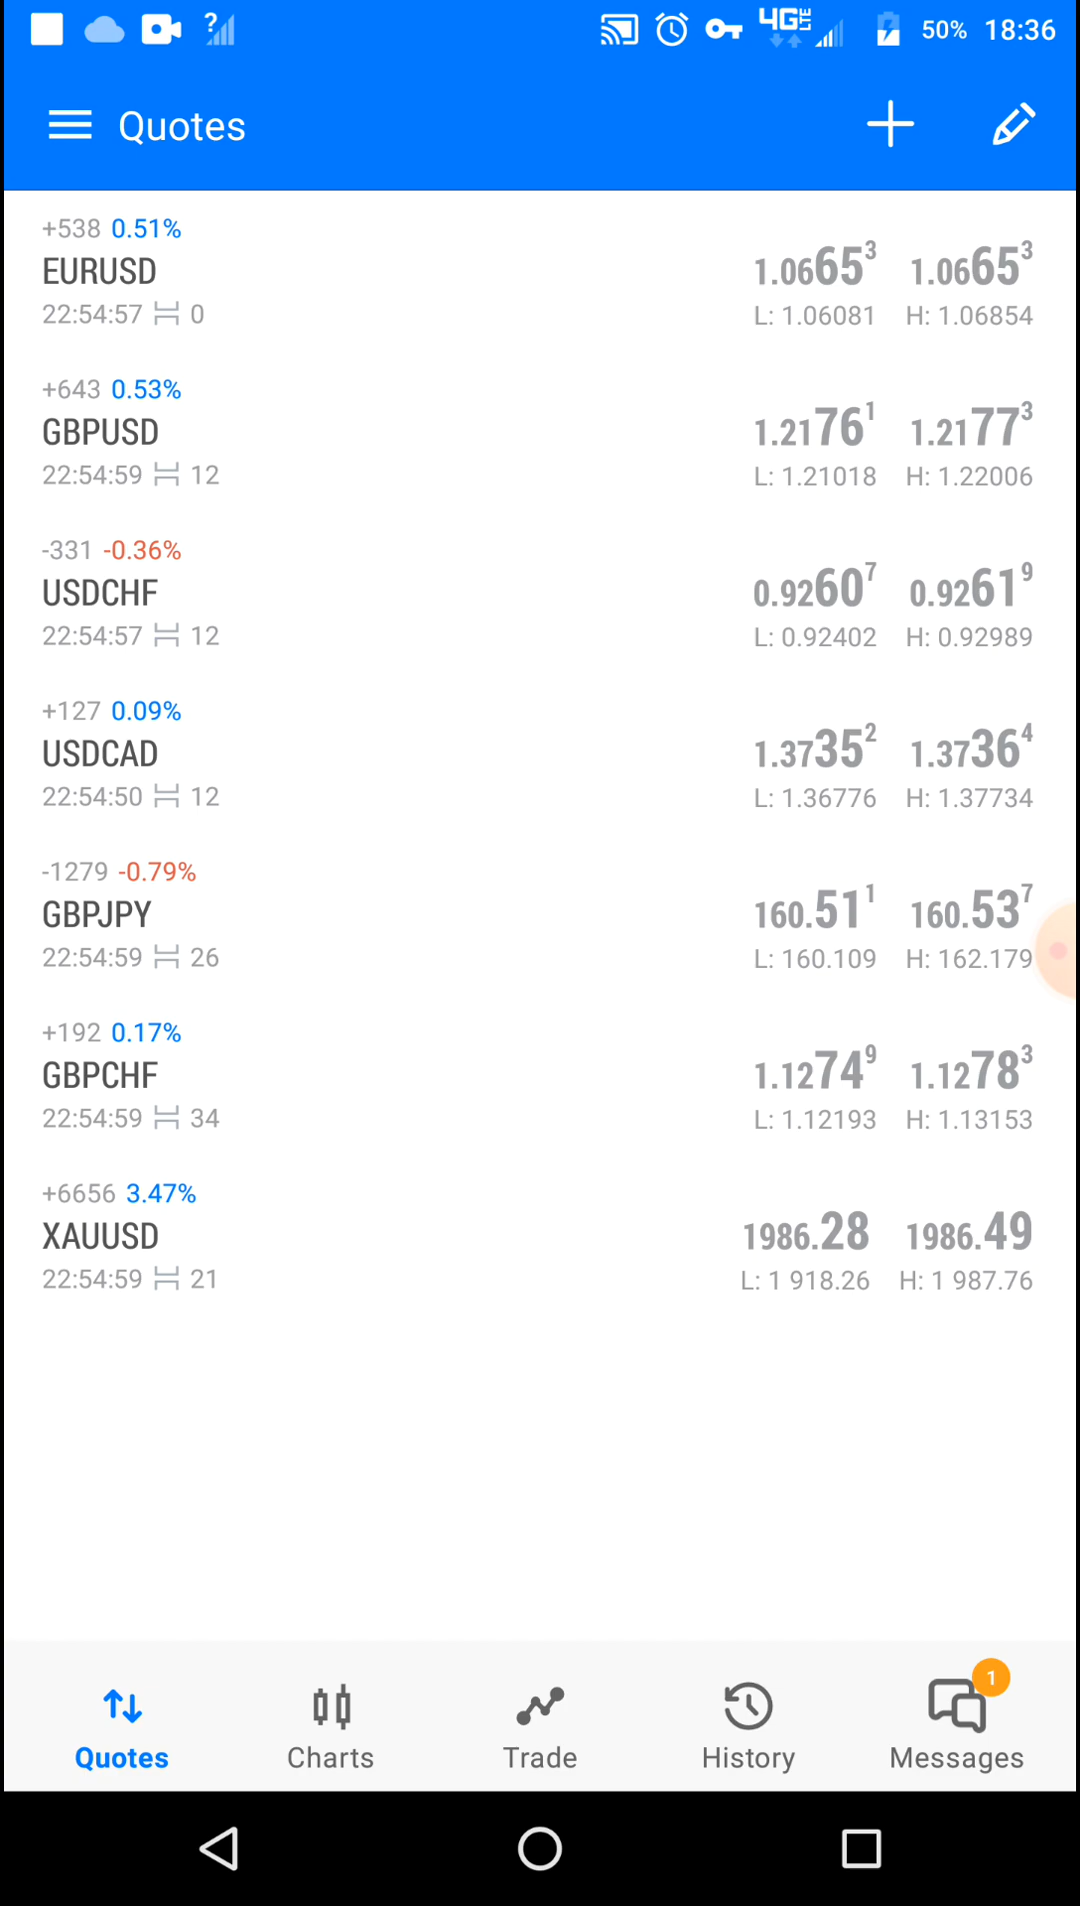 ? 4G LTE 50% 18:36
Quotes
+538 0.51%
EURUSD 1.06653 1.06653
22:54:57 0 L: 1.06081 H: 1.06854
+643 0.53%
GBPUSD 1.21761 1.21773
22:54:59 12 L: 1.21018 H: 1.22006
-331 -0.36%
USDCHF 0.92607 0.92619
22:54:57 12 L: 0.92402 H: 0.92989
+127 0.09%
USDCAD 1.37352 1.37364
22:54:50 12 L: 1.36776 H: 1.37734
-1279 -0.79%
GBPJPY 160.511 160.537
22:54:59 26 L: 160.109 H: 162.179
+192 0.17%
GBPCHF 1.12749 1.12783
22:54:59 34 L: 1.12193 H: 1.13153
+6656 3.47%
XAUUSD 1986.28 1986.49
22:54:59 21 L: 1 918.26 H: 1 987.76
1
Quotes Charts Trade History Messages